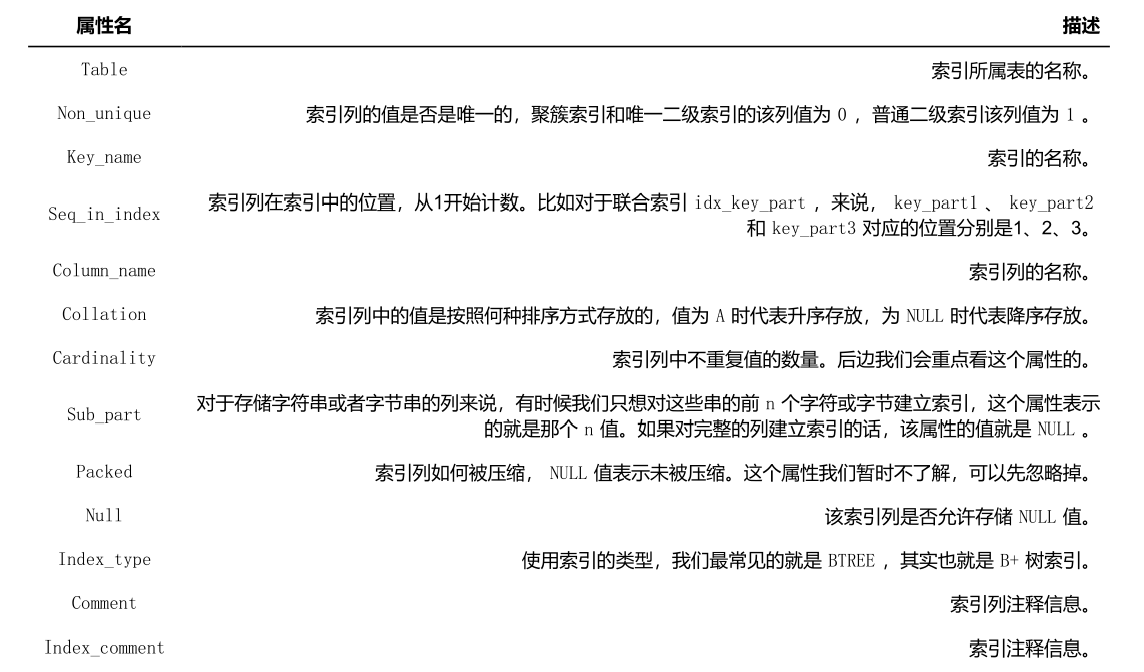 属性名 描述
Table 索引所属表的名称。
Non_unique 索引列的值是否是唯一的，聚簇索引和唯一二级索引的该列值为 0 ，普通二级索引该列值为 1 。
Key_name 索引的名称。
Seq_in_index 索引列在索引中的位置，从1开始计数。比如对于联合索引 idx_key_part ，来说， key_part1 、 key_part2
和 key_part3 对应的位置分别是1、2、3。
Column_name 索引列的名称。
Collation 索引列中的值是按照何种排序方式存放的，值为 A 时代表升序存放，为 NULL 时代表降序存放。
Cardinality 索引列中不重复值的数量。后边我们会重点看这个属性的。
Sub_part 对于存储字符串或者字节串的列来说，有时候我们只想对这些串的前 n 个字符或字节建立索引，这个属性表示
的就是那个 n 值。如果对完整的列建立索引的话，该属性的值就是 NULL 。
Packed 索引列如何被压缩， NULL 值表示未被压缩。这个属性我们暂时不了解，可以先忽略掉。
Null 该索引列是否允许存储 NULL 值。
Index_type 使用索引的类型，我们最常见的就是 BTREE ，其实也就是 B+ 树索引。
Comment 索引列注释信息。
Index_comment 索引注释信息。